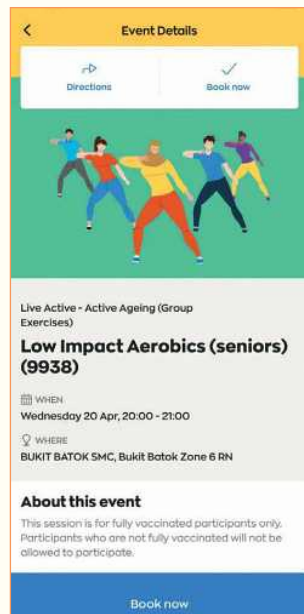 Event Details
Directions
Book now
Live Active - Active Ageing (Group
Exercises)
Low Impact Aerobics (seniors)
(9938)
WHEN
Wednesday 20 Apr, 20:00 - 21:00
WHERE
BUKIT BATOK SMC, Bukit Batok Zone 6 RN
About this event
This session is for fully vaccinated participants only.
Participants who are not fully vaccinated will not be
allowed to participate.
Book now